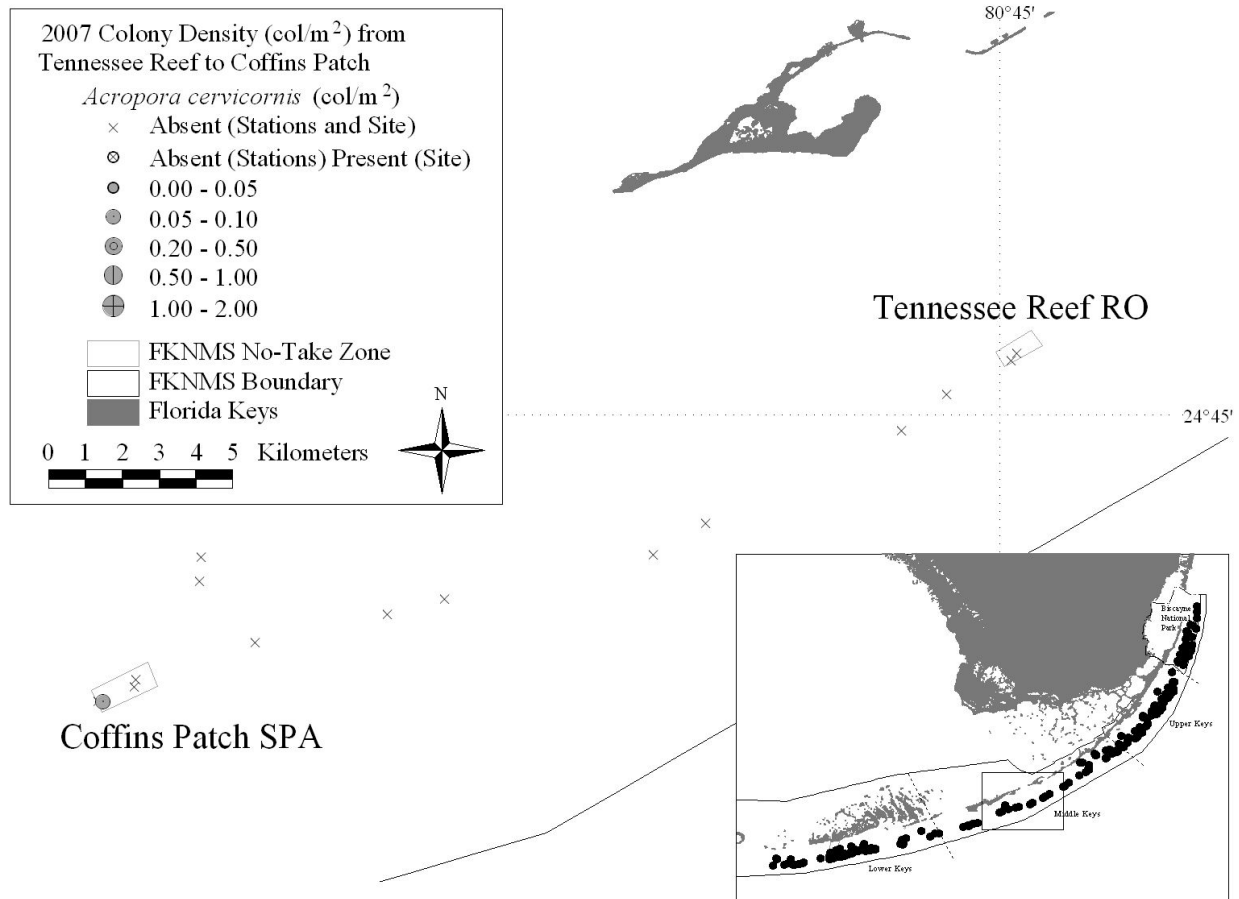 2007 Colony Density (col/m²) from
Tennessee Reef to Coffins Patch
Acropora cervicornis (col/m²)
Absent (Stations and Site)
Absent (Stations) Present (Site)
0.00 - 0.05
0.05 - 0.10
0.20 - 0.50
0.50 - 1.00
1.00 - 2.00
FKNMS No-Take Zone
FKNMS Boundary
Florida Keys
N
0 1 2 3 4 5 Kilometers
80°45'
Tennessee Reef RO
24°45'
Coffins Patch SPA
Biscayne
National
Park
Upper Keys
Middle Keys
Lower Keys